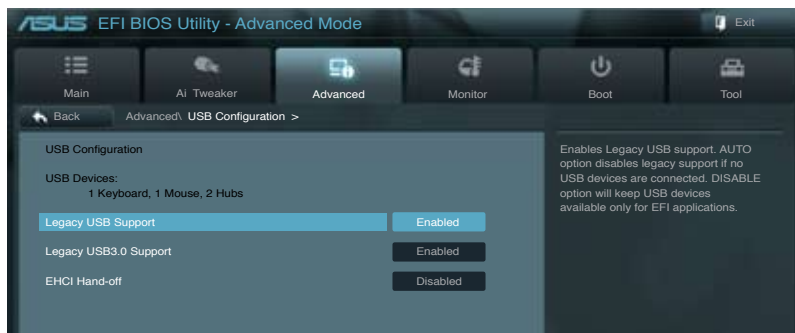 ASUS EFI BIOS Utility - Advanced Mode
Exit
Main
Ai Tweaker
Advanced
Monitor
Boot
Tool
Back
Advanced\ USB Configuration >
USB Configuration
USB Devices:
1 Keyboard, 1 Mouse, 2 Hubs
Legacy USB Support Enabled
Legacy USB3.0 Support Enabled
EHCI Hand-off Disabled
Enables Legacy USB support. AUTO
option disables legacy support if no
USB devices are connected. DISABLE
option will keep USB devices
available only for EFI applications.